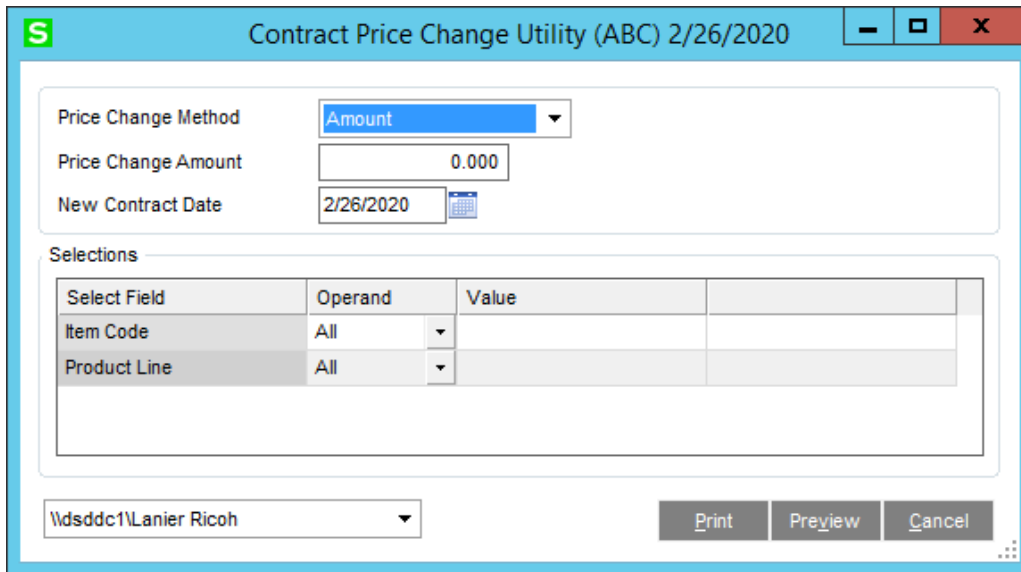 S Contract Price Change Utility (ABC) 2/26/2020 X
Price Change Method Amount
Price Change Amount 0.000
New Contract Date 2/26/2020
Selections
Select Field Operand Value
Item Code All
Product Line All
\\dsddc1\Lanier Ricoh Print Preview Cancel